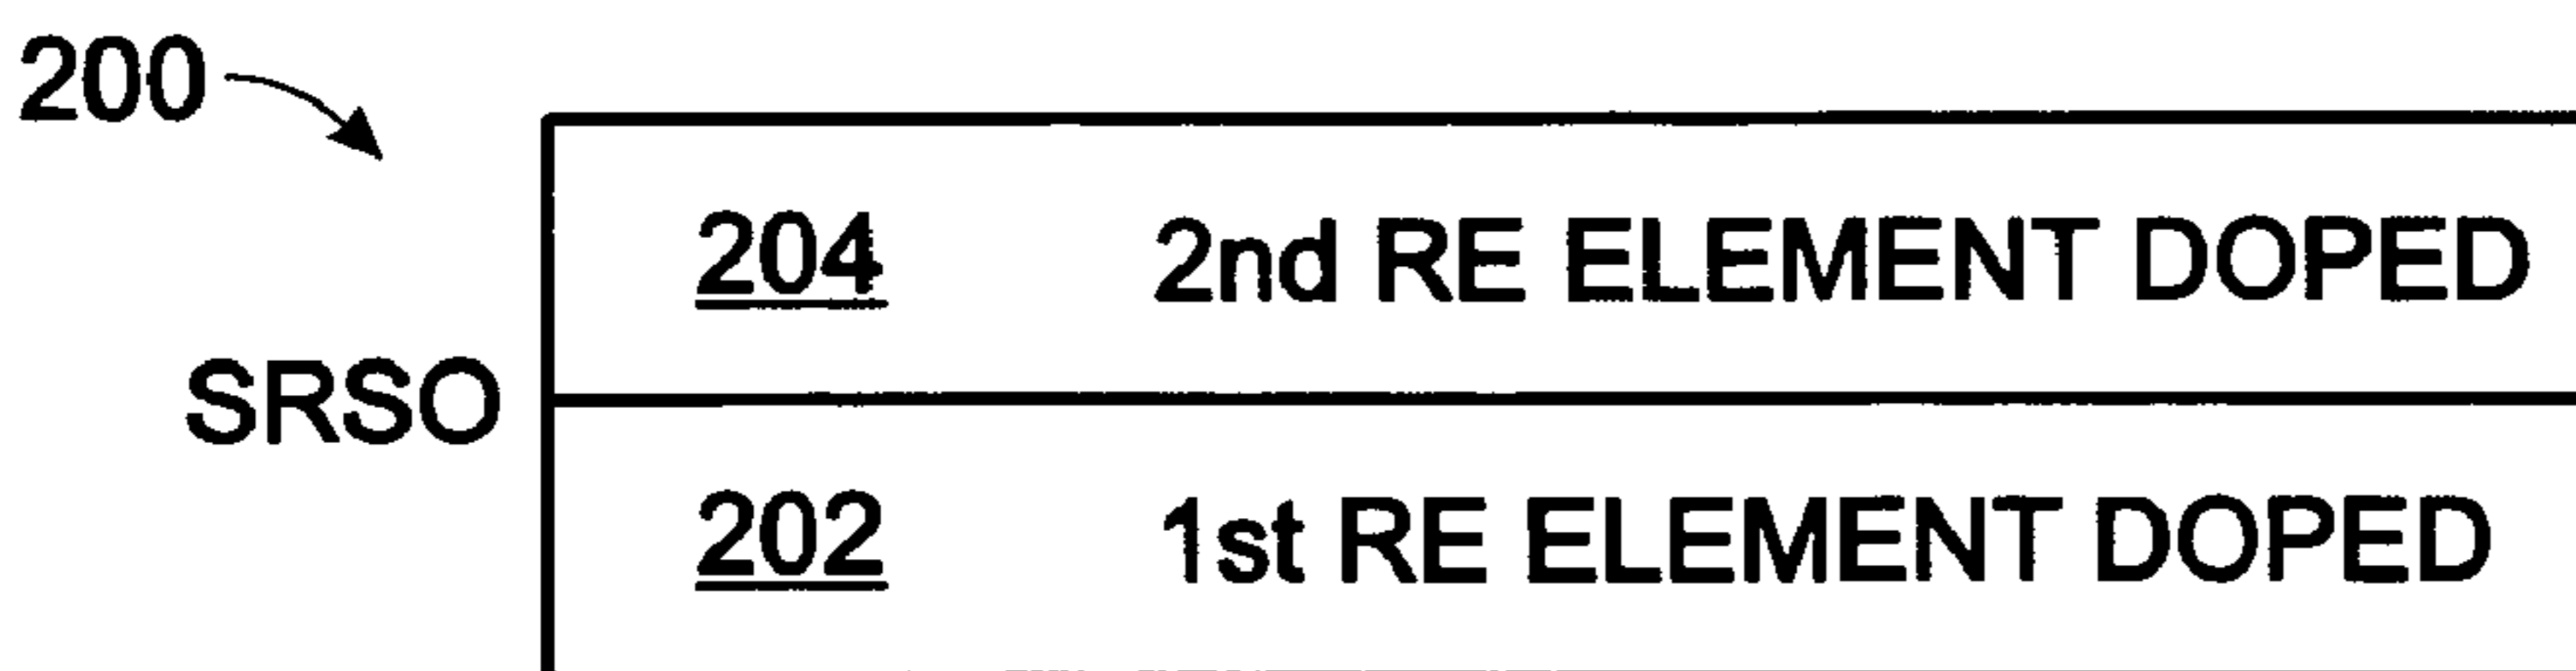 200
204 2nd RE ELEMENT DOPED
SRSO
202 1st RE ELEMENT DOPED